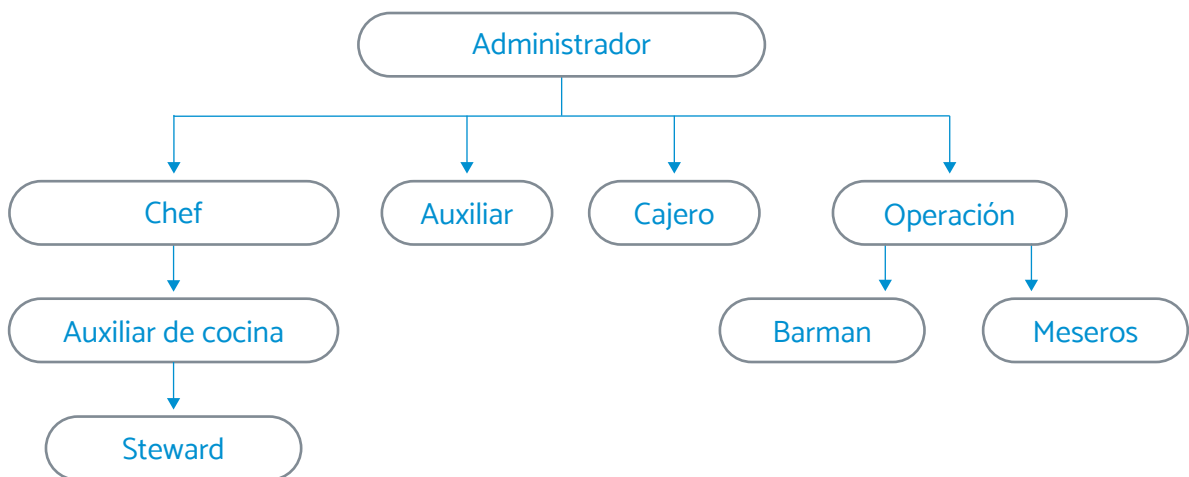 Administrador
Chef
Auxiliar
Cajero
Operación
Auxiliar de cocina
Barman
Meseros
Steward